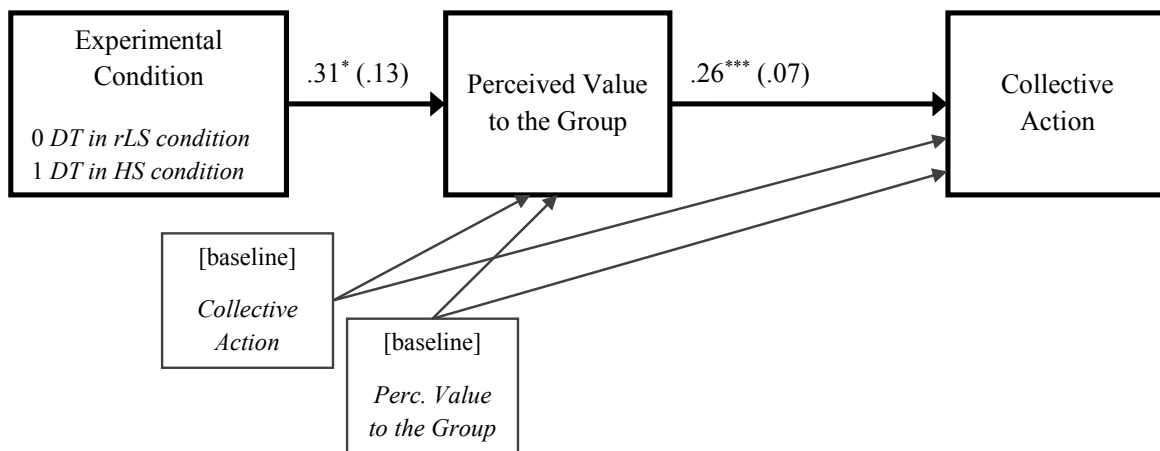 Experimental
Condition
0 DT in rLS condition
1 DT in HS condition
.31* (.13)
Perceived Value
to the Group
.26*** (.07)
Collective
Action
[baseline]
Collective
Action
[baseline]
Perc. Value
to the Group